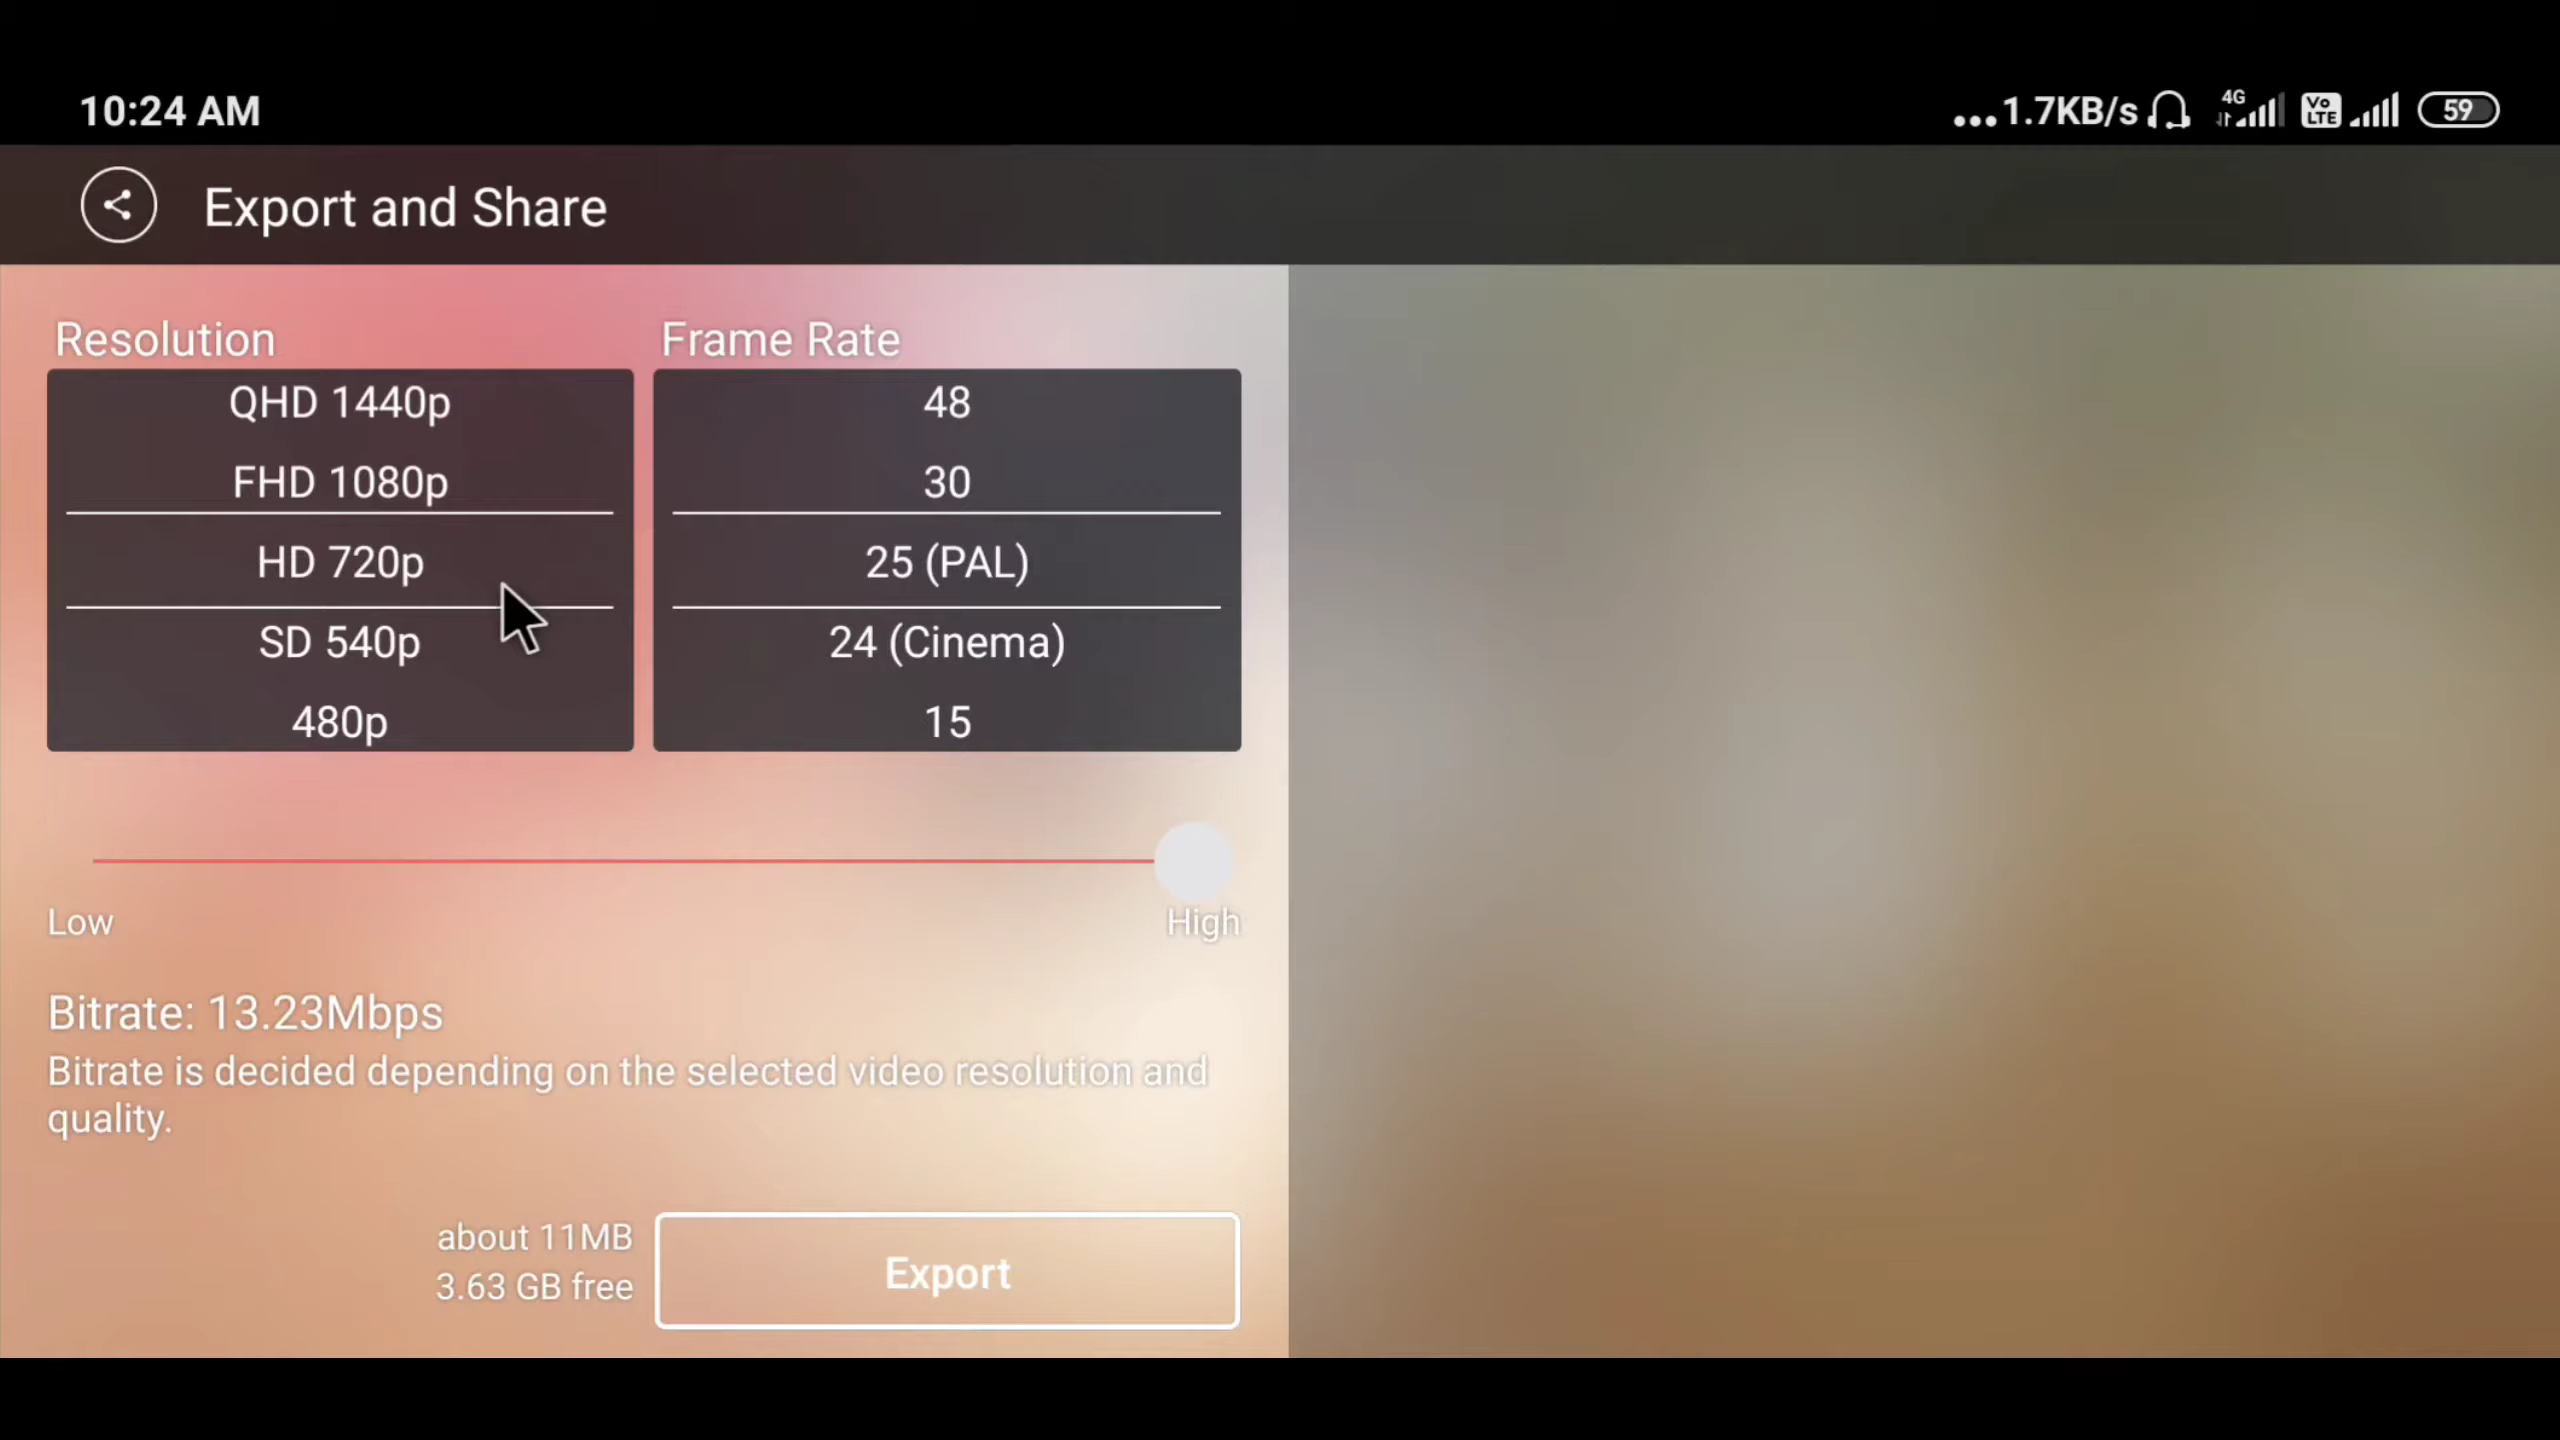 10:24 AM
...1.7KB/s 4G Vo LTE 59
Export and Share
Resolution
Frame Rate
QHD 1440p
FHD 1080p
HD 720p
SD 540p
480p
48
30
25 (PAL)
24 (Cinema)
15
Low
High
Bitrate: 13.23Mbps
Bitrate is decided depending on the selected video resolution and
quality.
about 11MB
3.63 GB free
Export